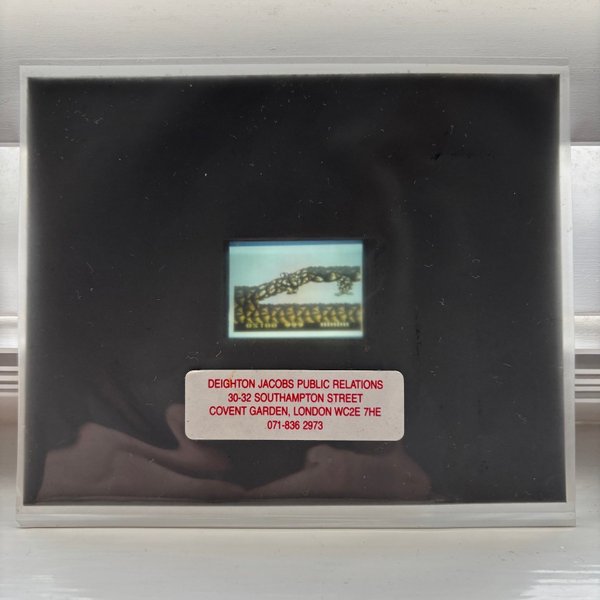 DEIGHTON JACOBS PUBLIC RELATIONS
30-32 SOUTHAMPTON STREET
COVENT GARDEN, LONDON WC2E 7HE
071-836 2973